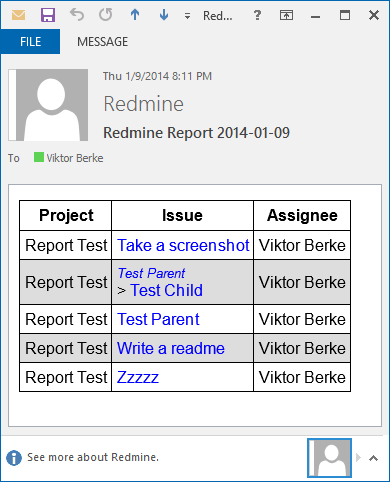 Red...
FILE MESSAGE
Thu 1/9/2014 8:11 PM
Redmine
Redmine Report 2014-01-09
To Viktor Berke
Project Issue Assignee
Report Test Take a screenshot Viktor Berke
Test Parent
Report Test > Test Child Viktor Berke
Report Test Test Parent Viktor Berke
Report Test Write a readme Viktor Berke
Report Test Zzzzz Viktor Berke
See more about Redmine.